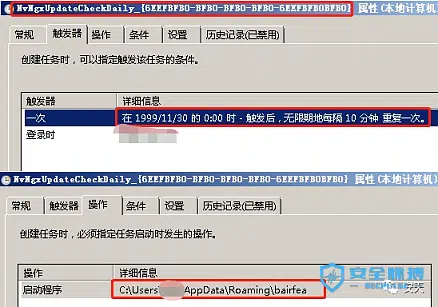 NvNgxUpdateCheckDaily_{6EEFBFB0-BFB0-BFB0-BFB0-6EEFBFB0BFB0} 属性(本地计算机)
常规 触发器 操作 条件 设置 历史记录(已禁用)
创建任务时,可以指定触发该任务的条件。
触发器 详细信息
一次 在 1999/11/30 的 0:00 时 - 触发后,无限期地每隔 10 分钟 重复一次。
登录时
NvNgxUpdateCheckDaily_{6EEFBFB0-BFB0-BFB0-BFB0-6EEFBFB0BFB0} 属性(本地计算机)
常规 触发器 操作 条件 设置 历史记录(已禁用)
创建任务时,必须指定任务启动时发生的操作。
操作 详细信息
启动程序 C:\Users AppData\Roaming\bairfea
安全脉搏
安天